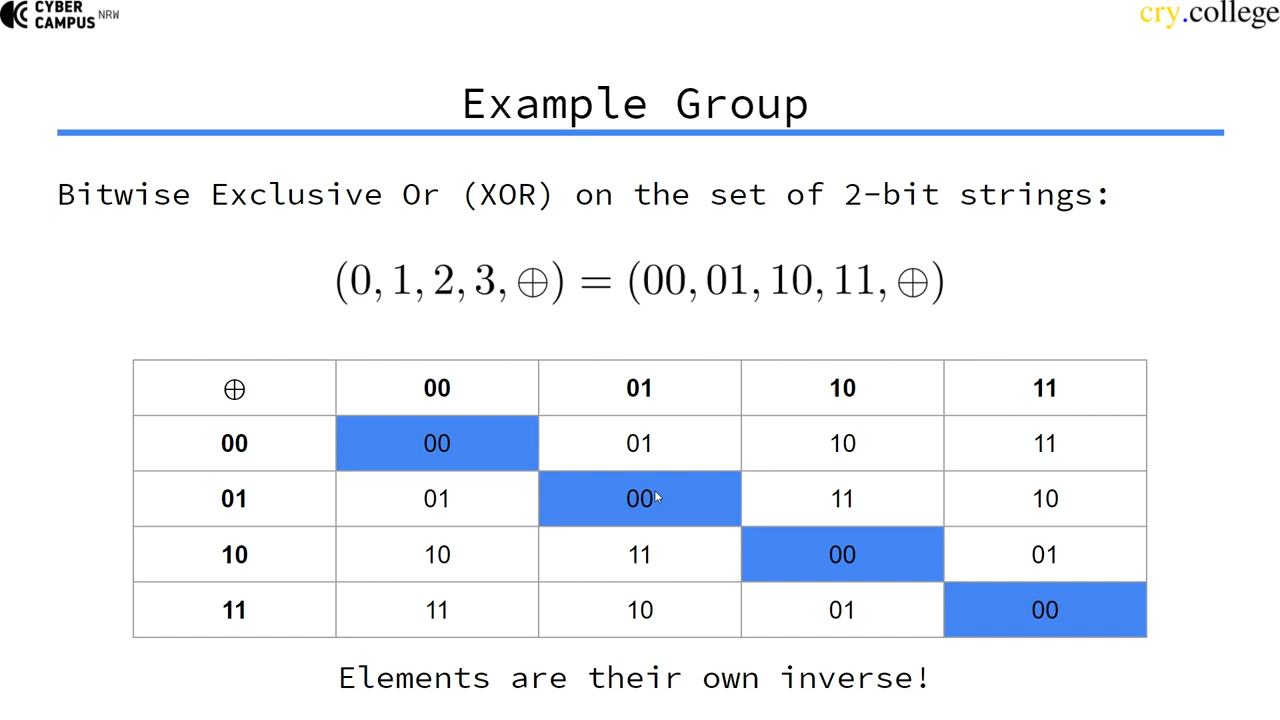 CYBER
CAMPUS NRW
cry.college
Example Group
Bitwise Exclusive Or (XOR) on the set of 2-bit strings:
(0, 1, 2, 3, ⊕) = (00, 01, 10, 11, ⊕)
⊕ 00 01 10 11
00 00 01 10 11
01 01 00 11 10
10 10 11 00 01
11 11 10 01 00
Elements are their own inverse!